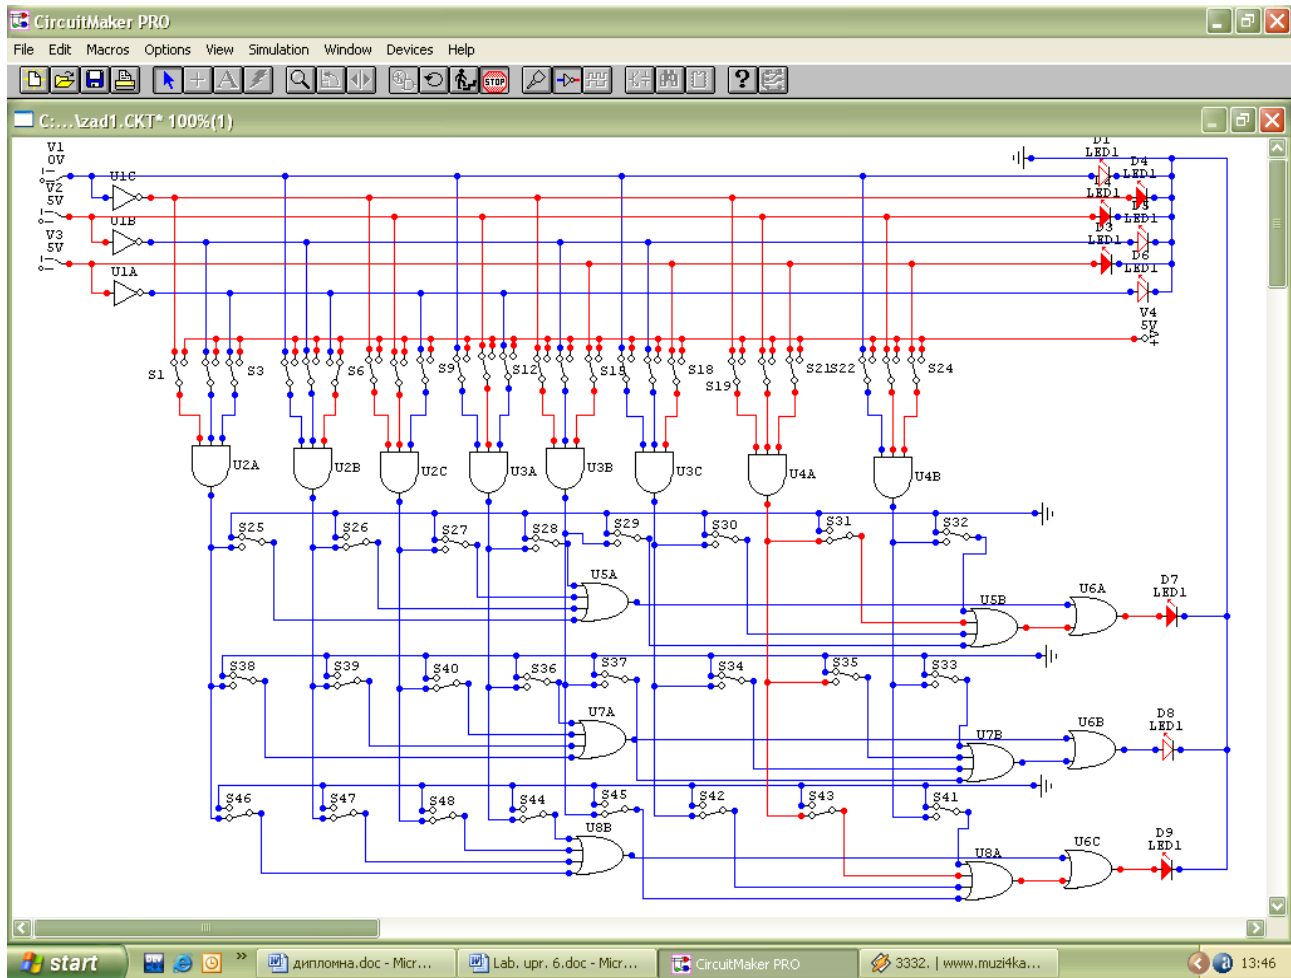 CircuitMaker PRO
File Edit Macros Options View Simulation Window Devices Help
STOP
C:...\zad1.CKT* 100%(1)
V1
0V
D1
LED1
U1C
D4
LED1
V2
5V
LED1
U1B
D5
LED1
V3
5V
D3
LED1
U1A
D6
LED1
V4
5V
S1 S3 S6 S9 S12 S15 S18 S19 S21 S22 S24
U2A U2B U2C U3A U3B U3C U4A U4B
S25 S26 S27 S28 S29 S30 S31 S32
U5A U5B U6A
D7
LED1
S38 S39 S40 S36 S37 S34 S35 S33
U7A U7B U6B
D8
LED1
S46 S47 S48 S44 S45 S42 S43 S41
U8B U8A U6C
D9
LED1
start » дипломна.doc - Micr... Lab. upr. 6.doc - Micr... CircuitMaker PRO 3332. | www.muzi4ka... 13:46